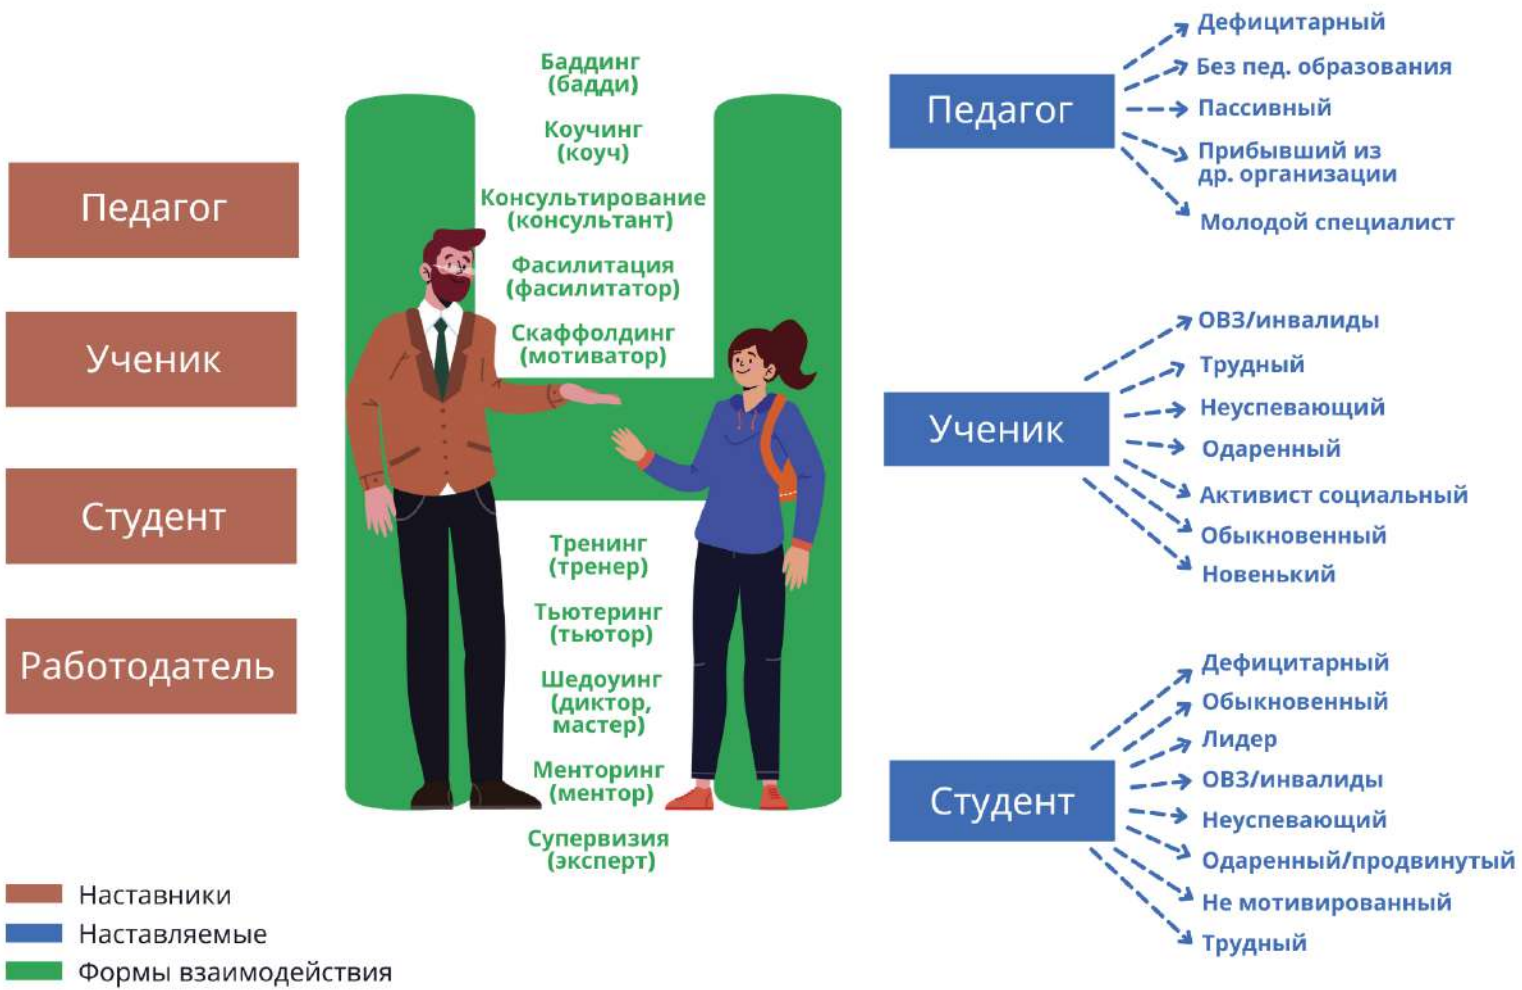 Педагог
Ученик
Студент
Работодатель
Баддинг
(бадди)
Коучинг
(коуч)
Консультирование
(консультант)
Фасилитация
(фасилитатор)
Скаффолдинг
(мотиватор)
Тренинг
(тренер)
Тьютеринг
(тьютор)
Шедоуинг
(диктор,
мастер)
Менторинг
(ментор)
Супервизия
(эксперт)
Педагог
Дефицитарный
Без пед. образования
Пассивный
Прибывший из
др. организации
Молодой специалист
Ученик
ОВЗ/инвалиды
Трудный
Неуспевающий
Одаренный
Активист социальный
Обыкновенный
Новенький
Студент
Дефицитарный
Обыкновенный
Лидер
ОВЗ/инвалиды
Неуспевающий
Одаренный/продвинутый
Не мотивированный
Трудный
Наставники
Наставляемые
Формы взаимодействия